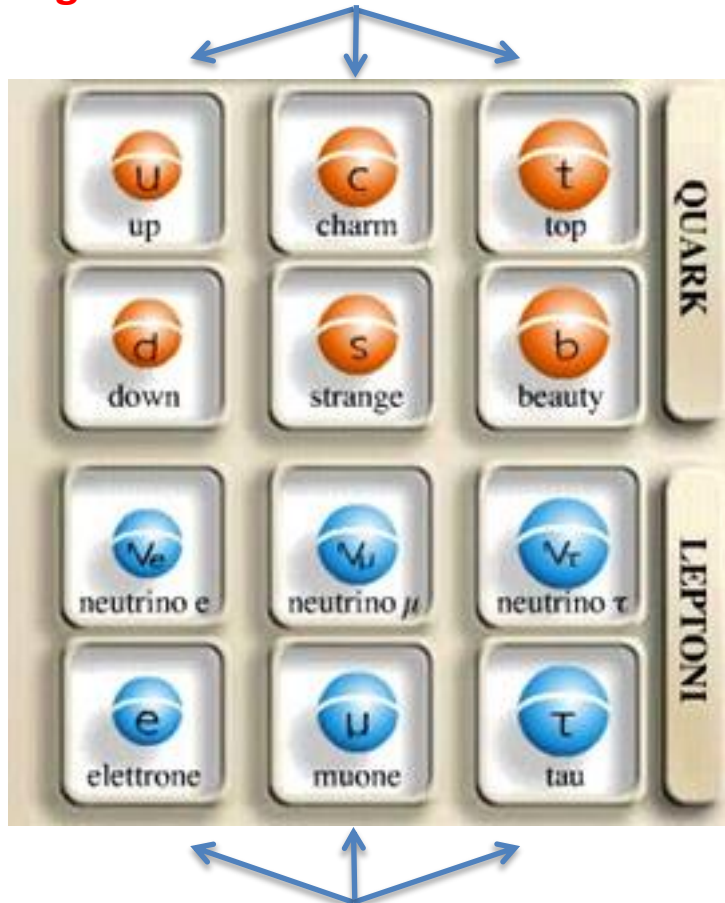 g
u
up
c
charm
t
top
QUARK
d
down
s
strange
b
beauty
νe
neutrino e
νμ
neutrino μ
ντ
neutrino τ
LEPTONI
e
elettrone
μ
muone
τ
tau